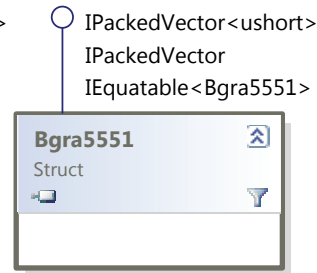 >
IPackedVector<ushort>
IPackedVector
IEquatable<Bgra5551>
Bgra5551
Struct